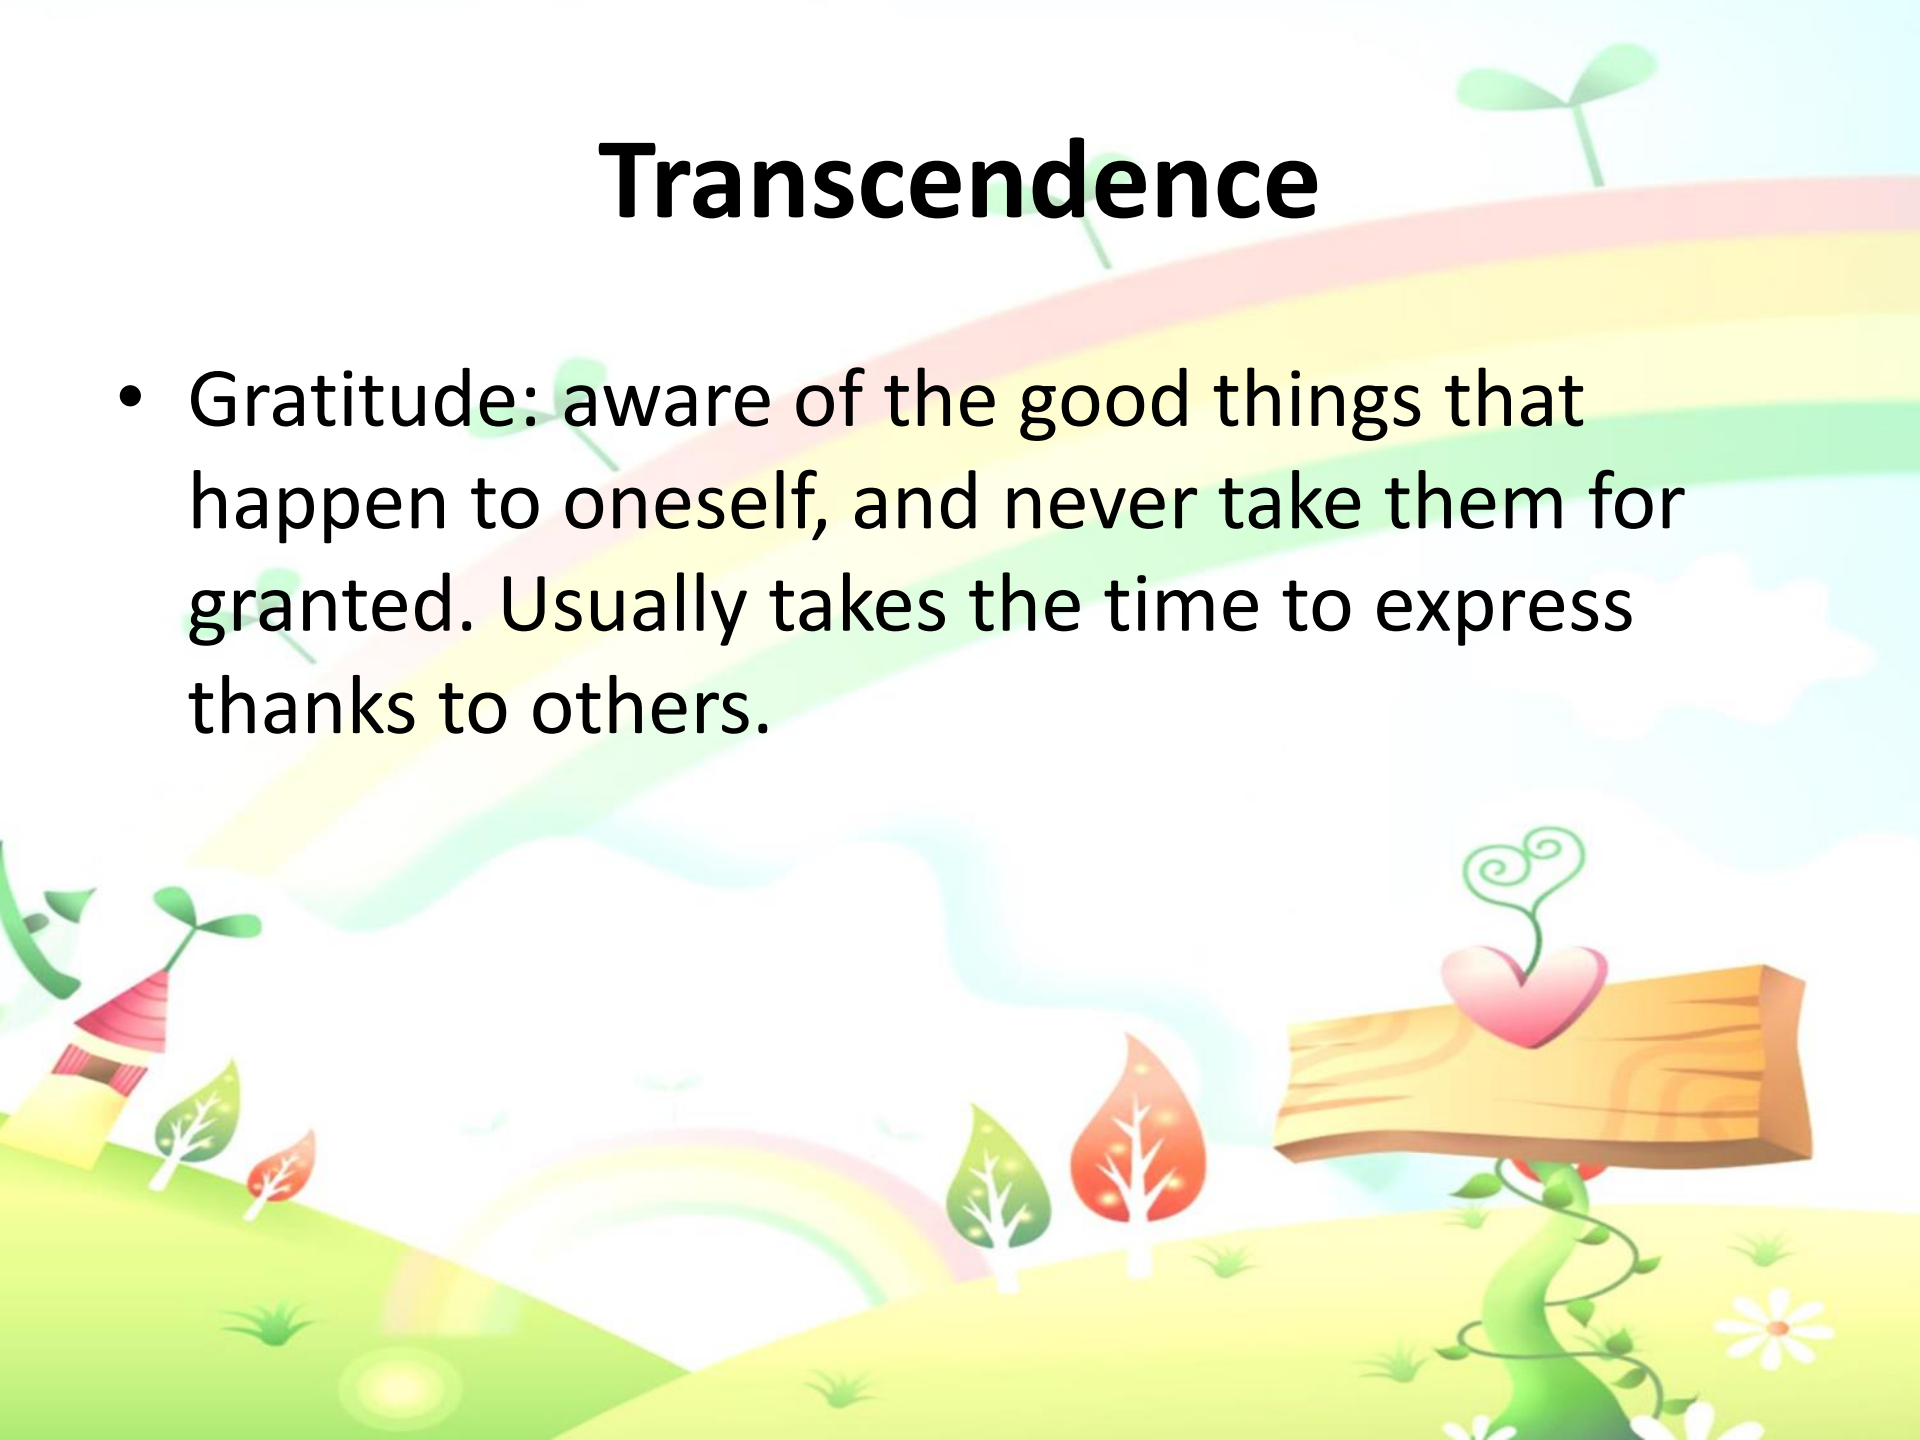 Transcendence
• Gratitude: aware of the good things that
happen to oneself, and never take them for
granted. Usually takes the time to express
thanks to others.